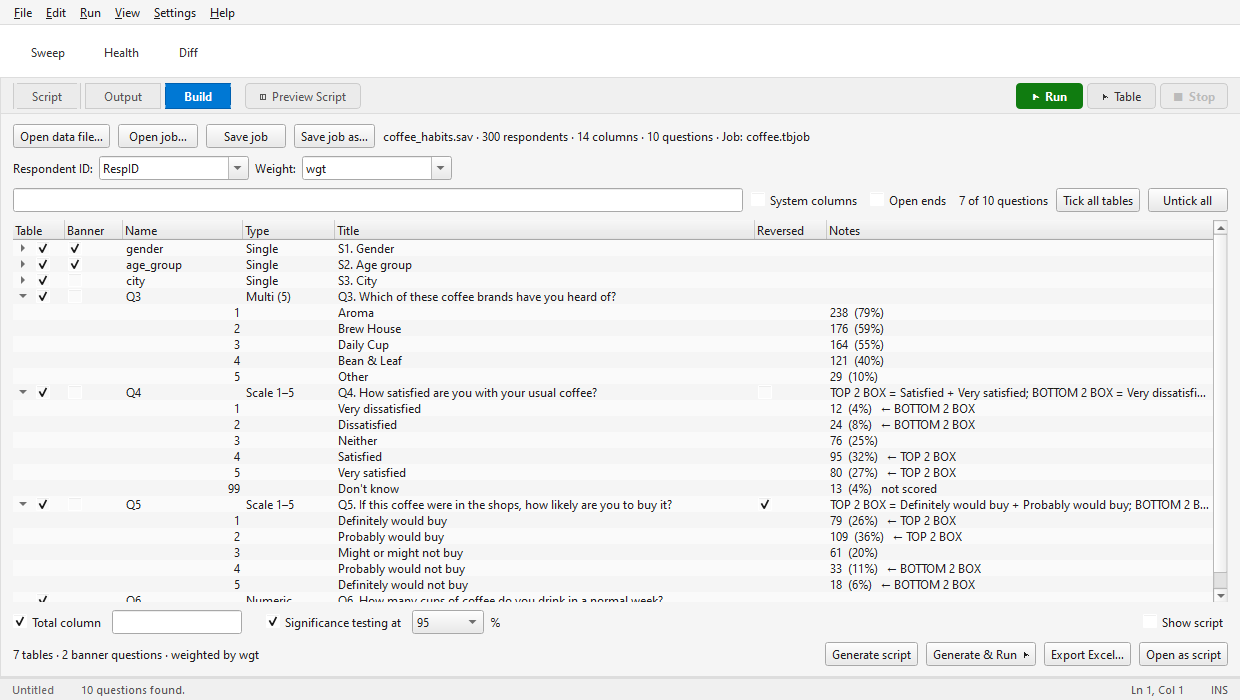 File Edit Run View Settings Help
Sweep Health Diff
Script Output Build Preview Script Run Table Stop
Open data file... Open job... Save job Save job as... coffee_habits.sav · 300 respondents · 14 columns · 10 questions · Job: coffee.tbjob
Respondent ID: RespID Weight: wgt
System columns Open ends 7 of 10 questions Tick all tables Untick all
Table Banner Name Type Title Reversed Notes
gender Single S1. Gender
age_group Single S2. Age group
city Single S3. City
Q3 Multi (5) Q3. Which of these coffee brands have you heard of?
1 Aroma 238 (79%)
2 Brew House 176 (59%)
3 Daily Cup 164 (55%)
4 Bean & Leaf 121 (40%)
5 Other 29 (10%)
Q4 Scale 1–5 Q4. How satisfied are you with your usual coffee? TOP 2 BOX = Satisfied + Very satisfied; BOTTOM 2 BOX = Very dissatisfi...
1 Very dissatisfied 12 (4%) ← BOTTOM 2 BOX
2 Dissatisfied 24 (8%) ← BOTTOM 2 BOX
3 Neither 76 (25%)
4 Satisfied 95 (32%) ← TOP 2 BOX
5 Very satisfied 80 (27%) ← TOP 2 BOX
99 Don't know 13 (4%) not scored
Q5 Scale 1–5 Q5. If this coffee were in the shops, how likely are you to buy it? TOP 2 BOX = Definitely would buy + Probably would buy; BOTTOM 2 B...
1 Definitely would buy 79 (26%) ← TOP 2 BOX
2 Probably would buy 109 (36%) ← TOP 2 BOX
3 Might or might not buy 61 (20%)
4 Probably would not buy 33 (11%) ← BOTTOM 2 BOX
5 Definitely would not buy 18 (6%) ← BOTTOM 2 BOX
Q6 Numeric Q6. How many cups of coffee do you drink in a normal week?
Total column Significance testing at 95 % Show script
7 tables · 2 banner questions · weighted by wgt Generate script Generate & Run Export Excel... Open as script
Untitled 10 questions found. Ln 1, Col 1 INS